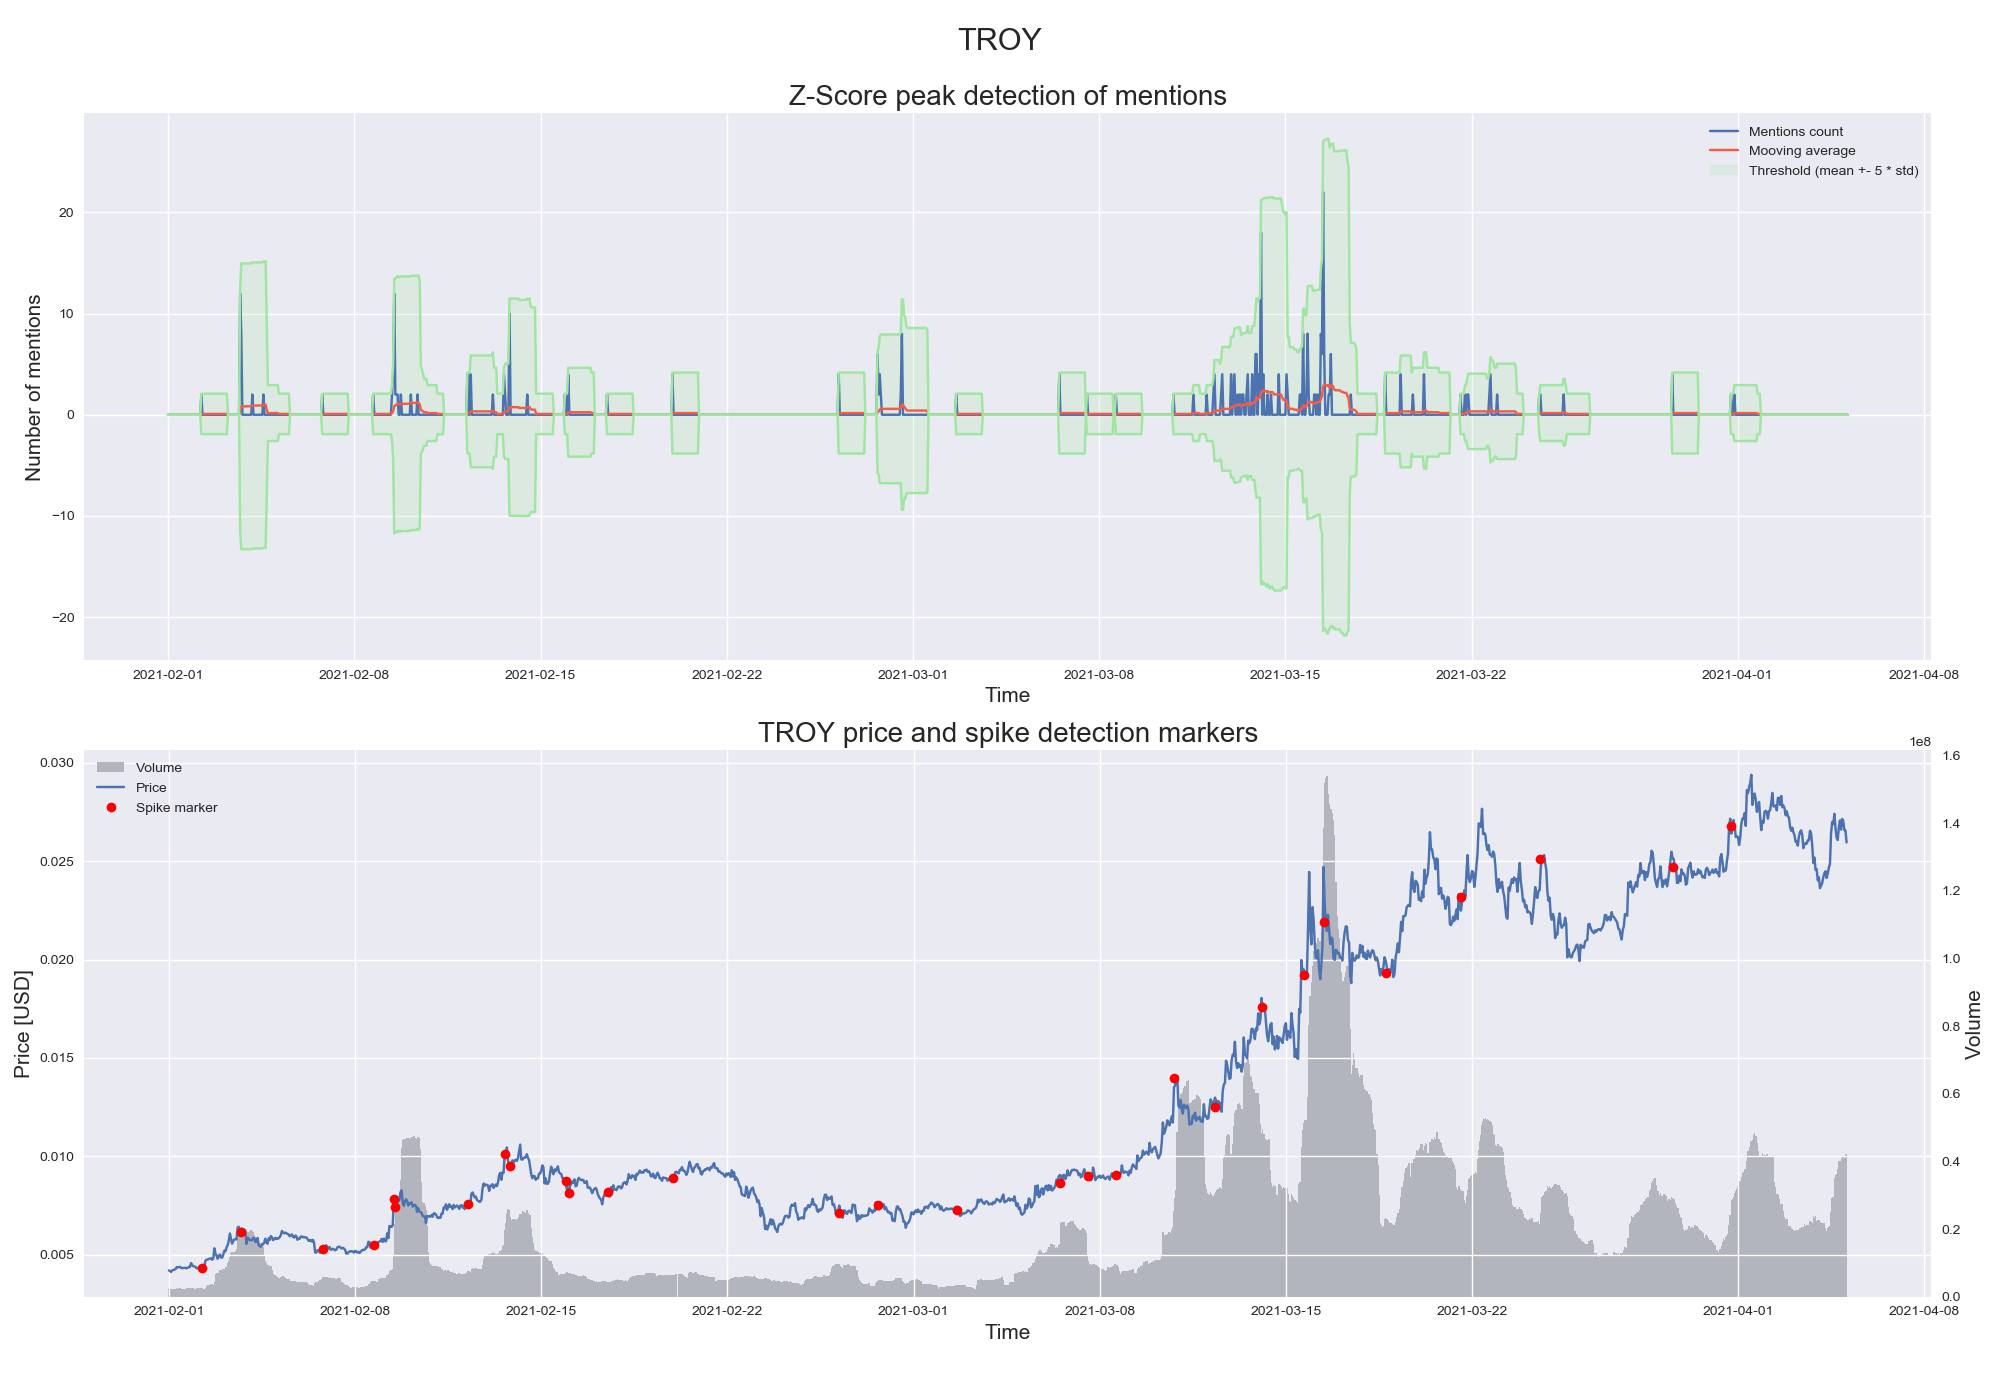 TROY
Z-Score peak detection of mentions
Mentions count
Mooving average
Threshold (mean +- 5 * std)
Number of mentions
20
10
0
−10
−20
2021-02-01 2021-02-08 2021-02-15 2021-02-22 2021-03-01 2021-03-08 2021-03-15 2021-03-22 2021-04-01 2021-04-08
Time
TROY price and spike detection markers
1e8
Volume
Price
Spike marker
Price [USD]
0.030
0.025
0.020
0.015
0.010
0.005
1.6
1.4
1.2
1.0
0.8
0.6
0.4
0.2
0.0
Volume
2021-02-01 2021-02-08 2021-02-15 2021-02-22 2021-03-01 2021-03-08 2021-03-15 2021-03-22 2021-04-01 2021-04-08
Time